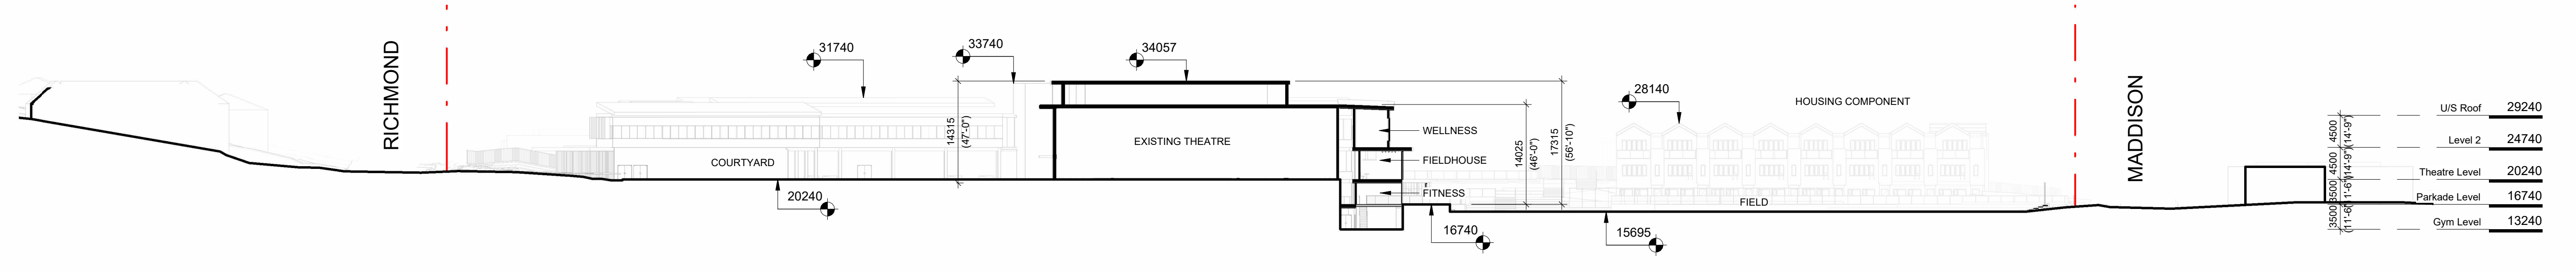 RICHMOND
31740
33740
34057
14315
(47'-0")
COURTYARD
20240
EXISTING THEATRE
WELLNESS
FIELDHOUSE
FITNESS
16740
14025
(46'-0")
17315
(56'-10")
15695
28140
HOUSING COMPONENT
FIELD
MADDISON
4500
(14'-9")
4500
(14'-9")
3500
(11'-6")
3500
(11'-6")
U/S Roof 29240
Level 2 24740
Theatre Level 20240
Parkade Level 16740
Gym Level 13240